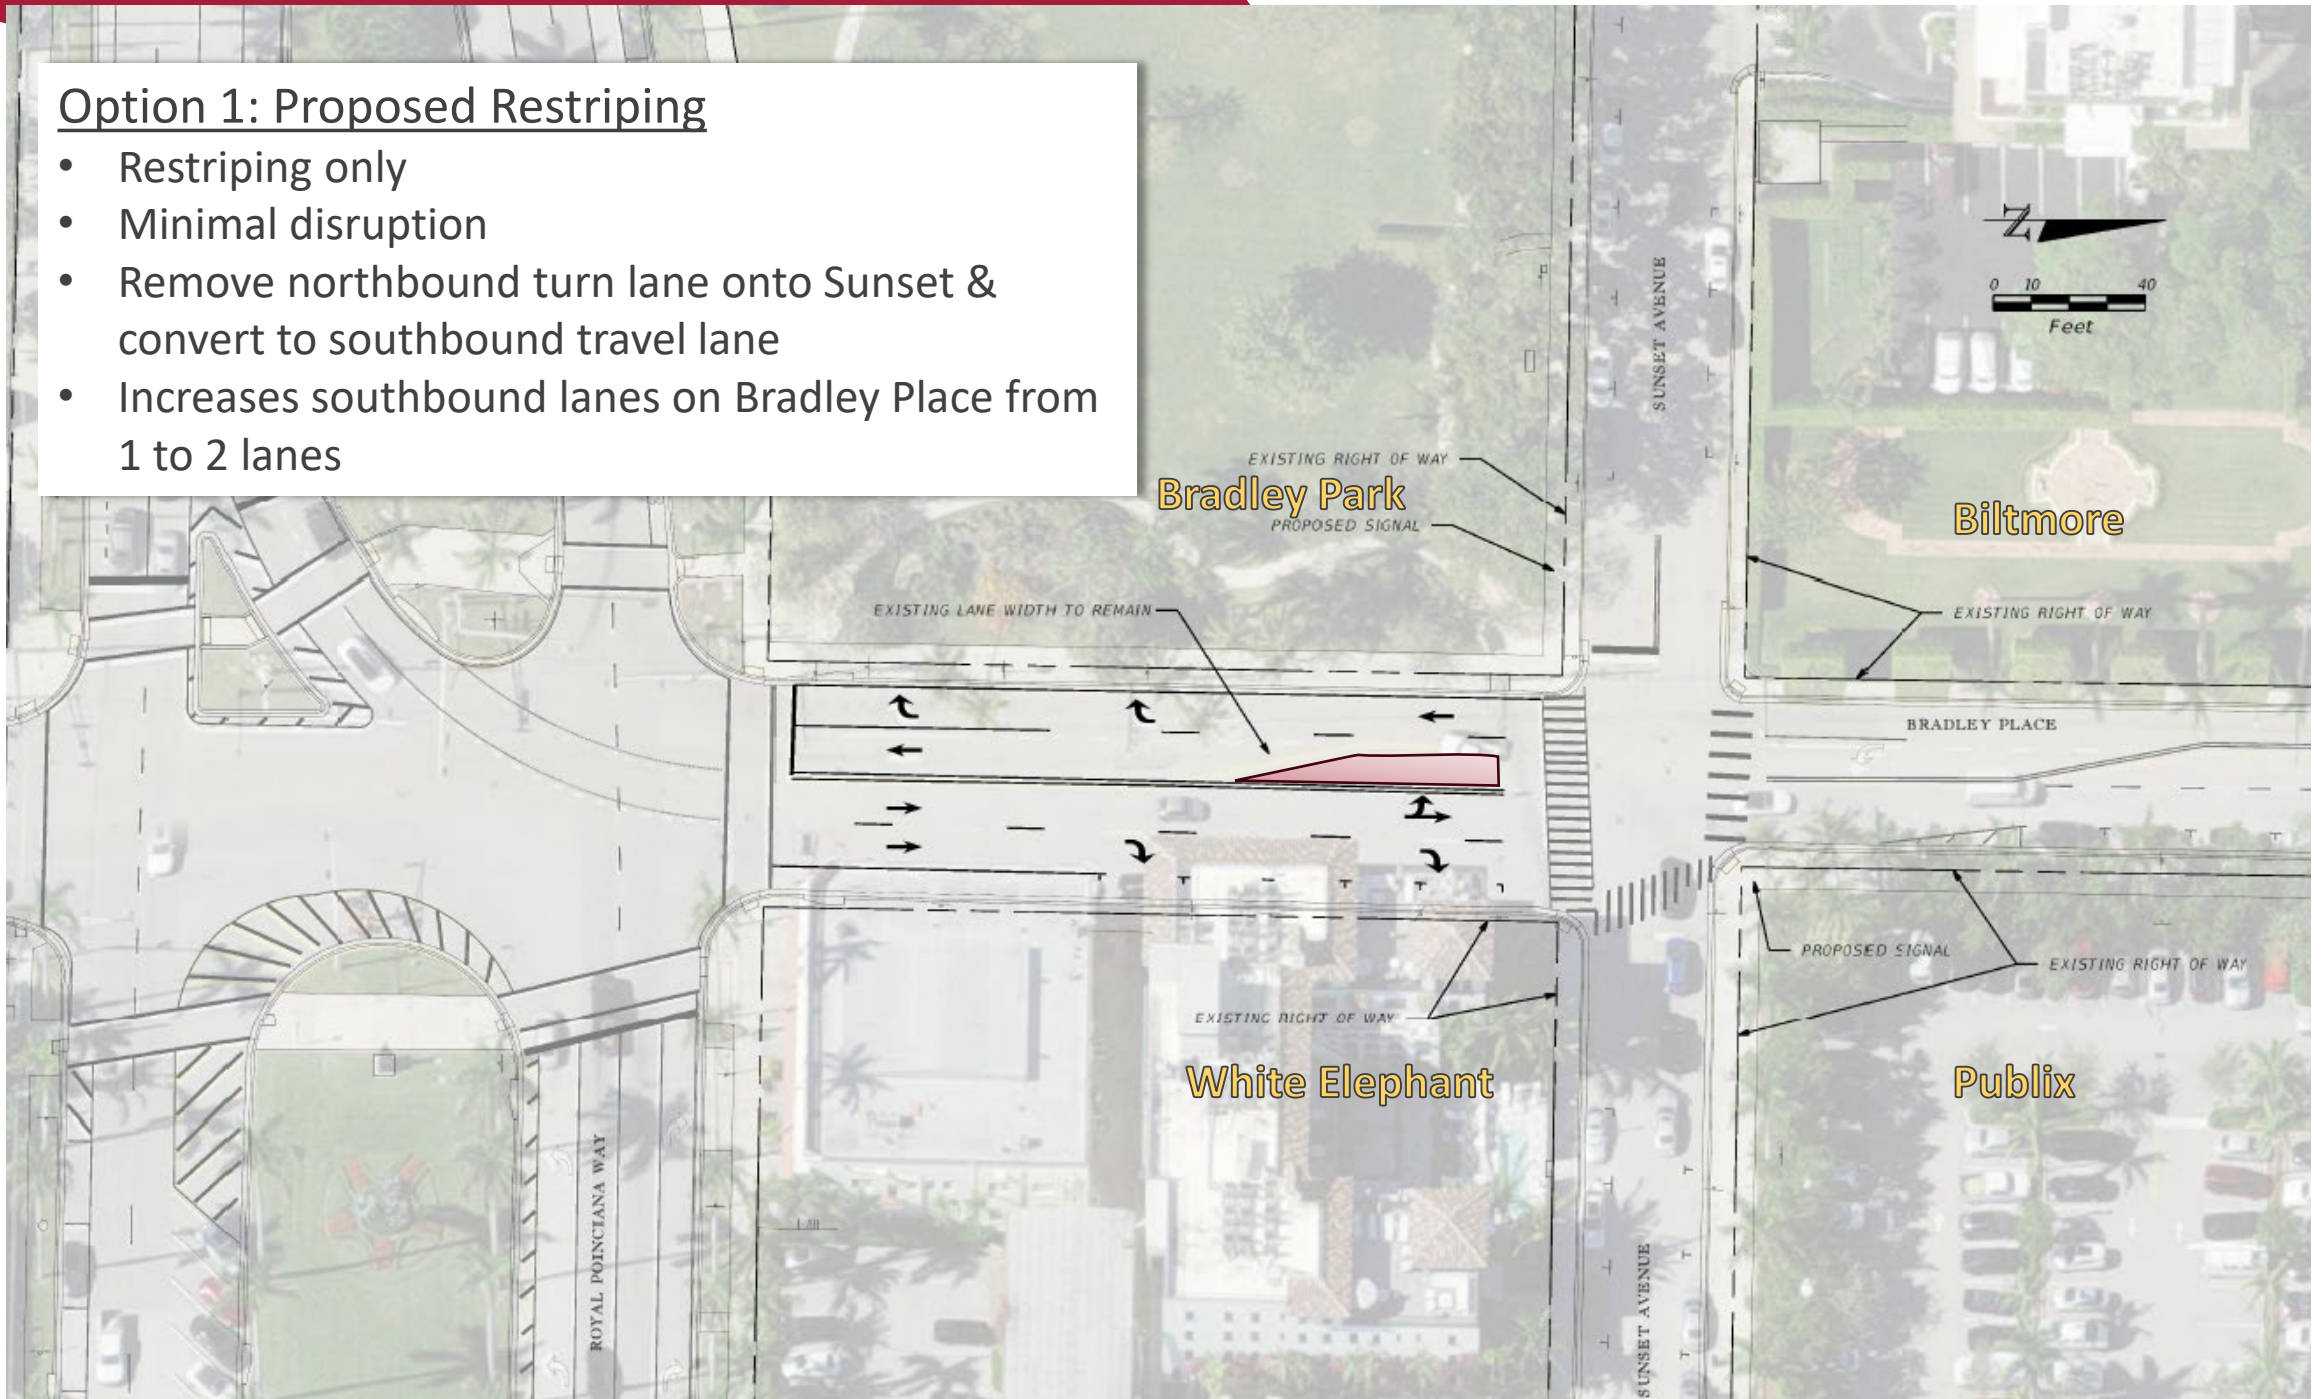 Option 1: Proposed Restriping
• Restriping only
• Minimal disruption
• Remove northbound turn lane onto Sunset &
convert to southbound travel lane
• Increases southbound lanes on Bradley Place from
1 to 2 lanes
N
0 10 40
Feet
SUNSET AVENUE
EXISTING RIGHT OF WAY
Bradley Park
PROPOSED SIGNAL
Biltmore
EXISTING LANE WIDTH TO REMAIN
EXISTING RIGHT OF WAY
BRADLEY PLACE
PROPOSED SIGNAL
EXISTING RIGHT OF WAY
EXISTING RIGHT OF WAY
White Elephant
Publix
ROYAL POINCIANA WAY
SUNSET AVENUE